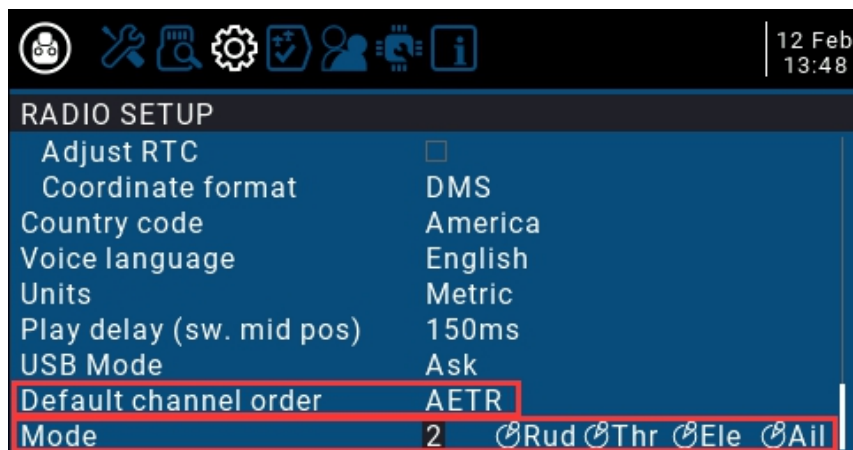 12 Feb
13:48
RADIO SETUP
Adjust RTC
Coordinate format DMS
Country code America
Voice language English
Units Metric
Play delay (sw. mid pos) 150ms
USB Mode Ask
Default channel order AETR
Mode 2 Rud Thr Ele Ail